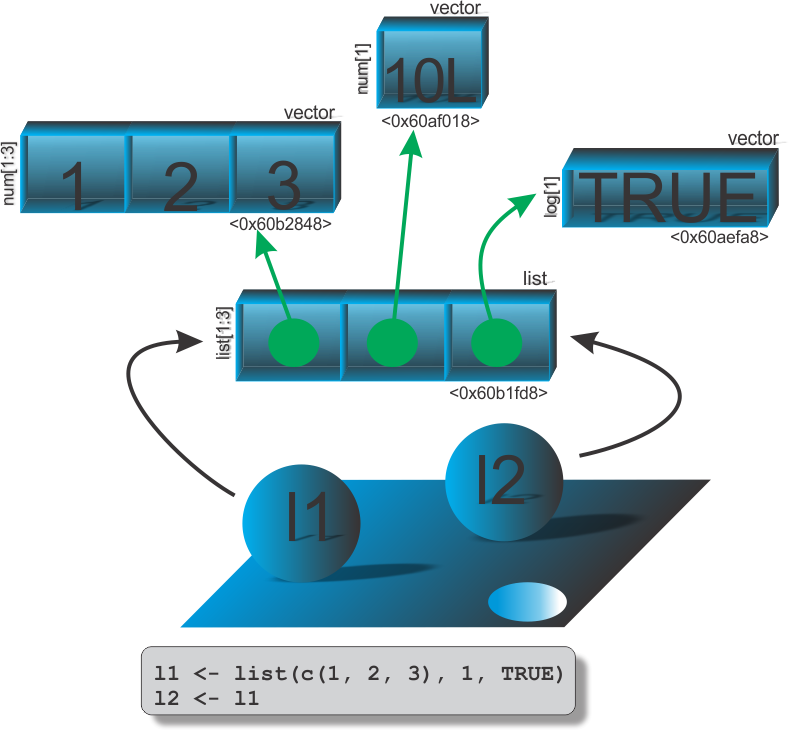 vector
num[1]
10L
<0x60af018>
vector
num[1:3]
1 2 3
<0x60b2848>
vector
log[1]
TRUE
<0x60aefa8>
list
list[1:3]
<0x60b1fd8>
l1
l2
l1 <- list(c(1, 2, 3), 1, TRUE)
l2 <- l1